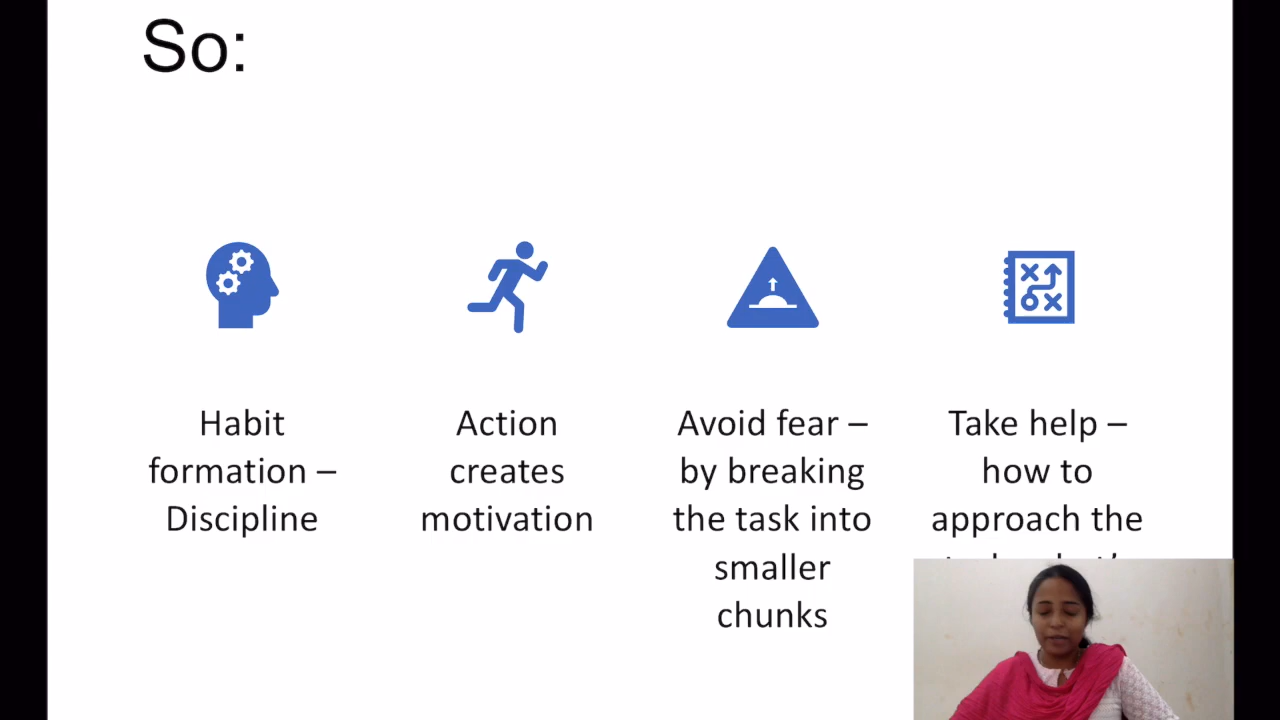 So:
Habit
formation –
Discipline
Action
creates
motivation
Avoid fear –
by breaking
the task into
smaller
chunks
Take help –
how to
approach the